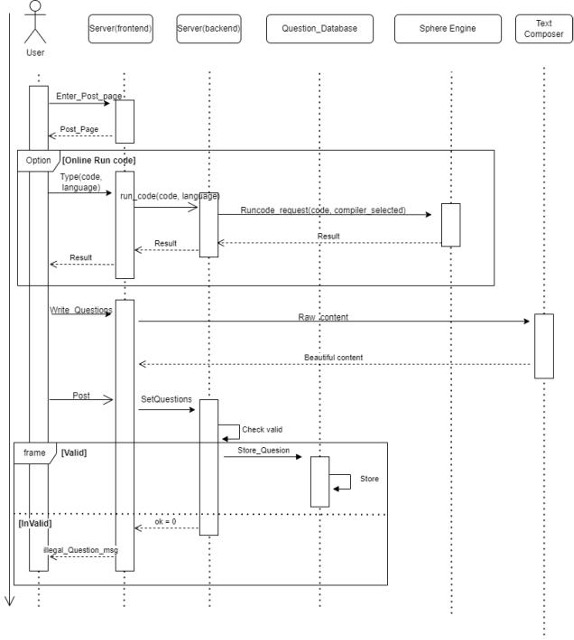 User
Server(frontend)
Server(backend)
Question_Database
Sphere Engine
Text
Composer
Enter_Post_page
Post_Page
Option
[Online Run code]
Type(code,
language)
run_code(code, language)
Runcode_request(code, compiler_selected)
Result
Result
Result
Write_Questions
Raw_content
Beautiful content
Post
SetQuestions
Check valid
frame
[Valid]
Store_Quesion
Store
[InValid]
ok = 0
illegal_Question_msg